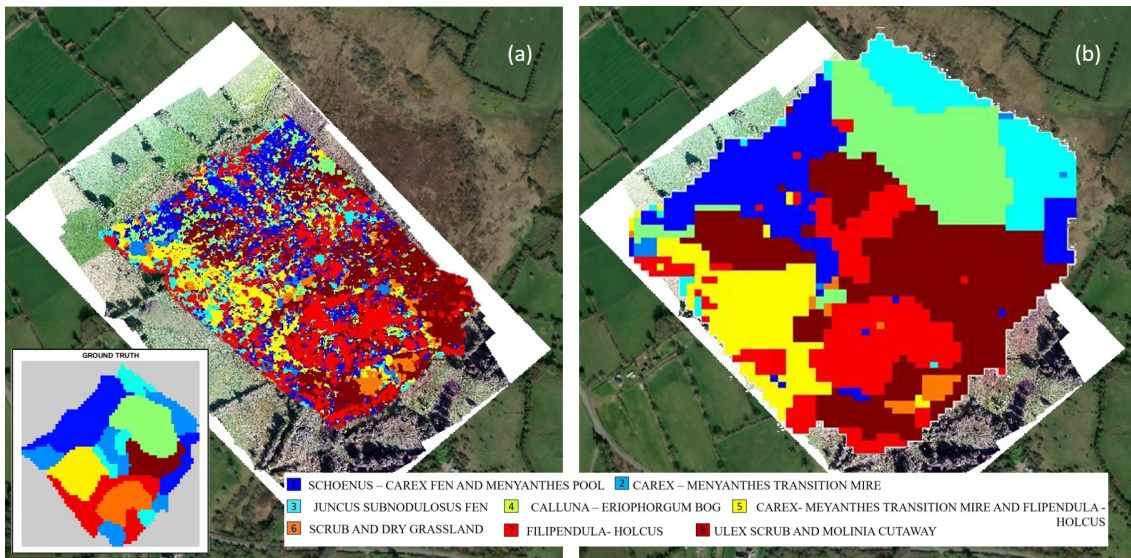 (a)
(b)
GROUND TRUTH
1 SCHOENUS – CAREX FEN AND MENYANTHES POOL 2 CAREX – MENYANTHES TRANSITION MIRE
3 JUNCUS SUBNODULOSUS FEN 4 CALLUNA – ERIOPHORGUM BOG 5 CAREX- MEYANTHES TRANSITION MIRE AND FLIPENDULA -
HOLCUS
6 SCRUB AND DRY GRASSLAND 7 FILIPENDULA- HOLCUS 8 ULEX SCRUB AND MOLINIA CUTAWAY